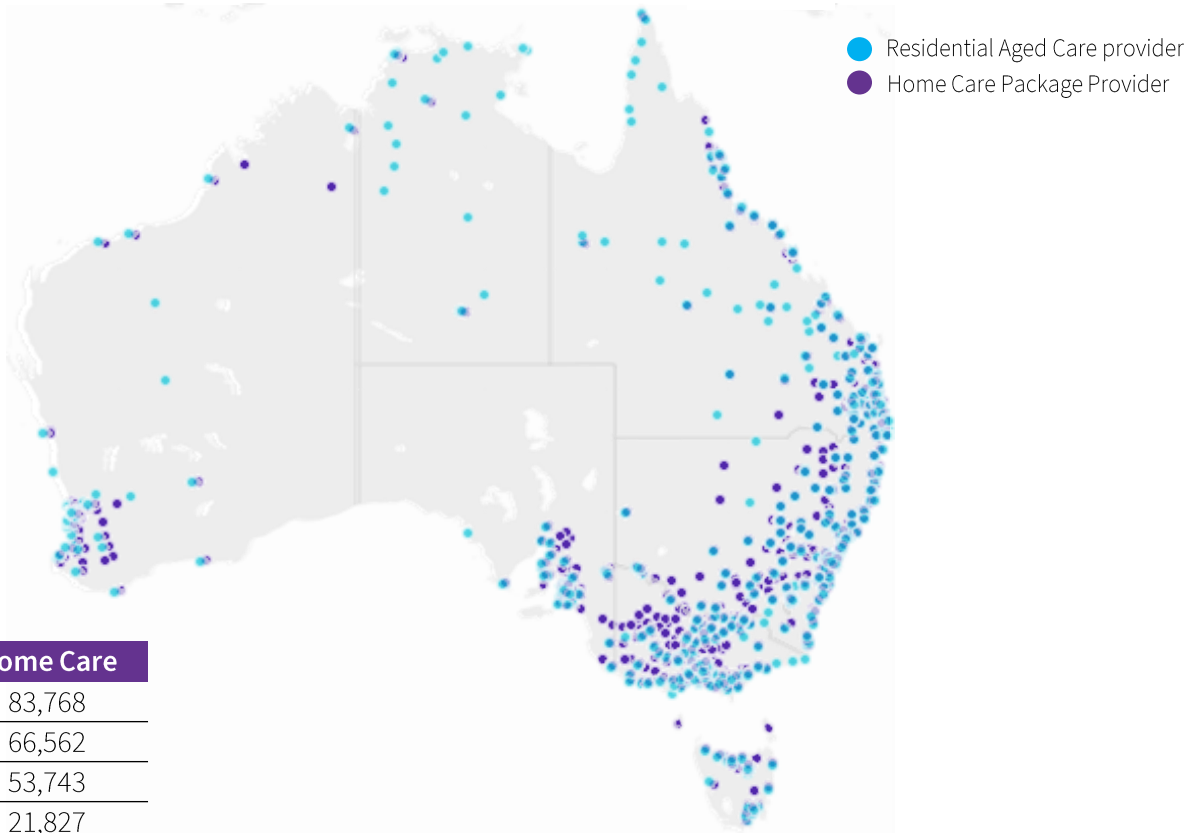 Residential Aged Care provider
Home Care Package Provider
ome Care
83,768
66,562
53,743
21,827